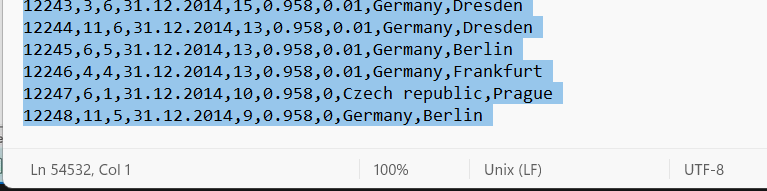 12243,3,6,31.12.2014,15,0.958,0.01,Germany,Dresden
12244,11,6,31.12.2014,13,0.958,0.01,Germany,Dresden
12245,6,5,31.12.2014,13,0.958,0.01,Germany,Berlin
12246,4,4,31.12.2014,13,0.958,0.01,Germany,Frankfurt
12247,6,1,31.12.2014,10,0.958,0,Czech republic,Prague
12248,11,5,31.12.2014,9,0.958,0,Germany,Berlin
Ln 54532, Col 1 100% Unix (LF) UTF-8